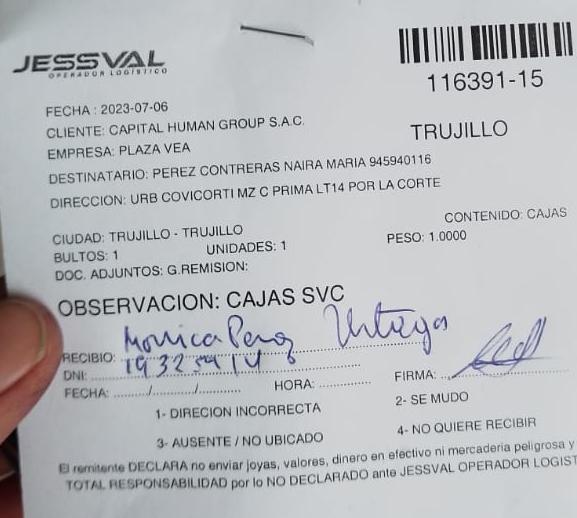 JESSVAL
OPERADOR LOGÍSTICO
116391-15
TRUJILLO
FECHA : 2023-07-06
CLIENTE: CAPITAL HUMAN GROUP S.A.C.
EMPRESA: PLAZA VEA
DESTINATARIO: PEREZ CONTRERAS NAIRA MARIA 945940116
DIRECCION: URB COVICORTI MZ C PRIMA LT14 POR LA CORTE
CONTENIDO: CAJAS
CIUDAD: TRUJILLO - TRUJILLO
BULTOS: 1 UNIDADES: 1 PESO: 1.0000
DOC. ADJUNTOS: G.REMISION:
OBSERVACION: CAJAS SVC
RECIBIO: Monica
DNI:
FECHA: ......../........../........... HORA: .............. FIRMA:
1- DIRECION INCORRECTA 2- SE MUDO
3- AUSENTE / NO UBICADO 4- NO QUIERE RECIBIR
El remitente DECLARA no enviar joyas, valores, dinero en efectivo ni mercaderia peligrosa y
TOTAL RESPONSABILIDAD por lo NO DECLARADO ante JESSVAL OPERADOR LOGIST